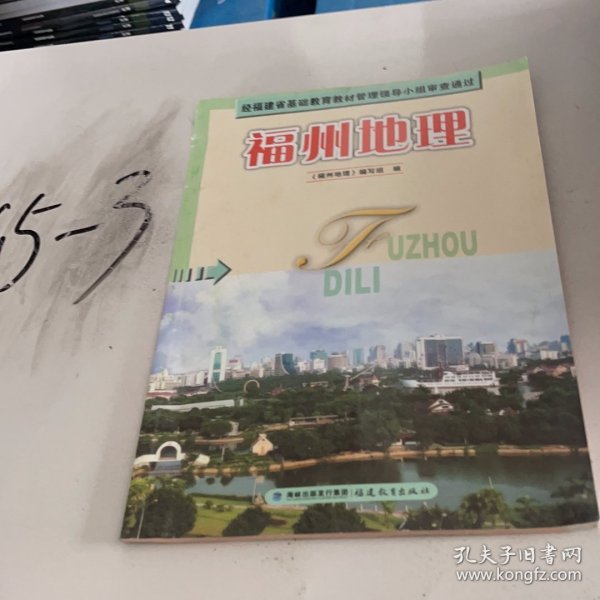 经福建省基础教育教材管理领导小组审查通过
福州地理
《福州地理》编写组 编
FUZHOU
DILI
海峡出版发行集团 福建教育出版社
65-3
孔夫子旧书网
www.kongfz.com